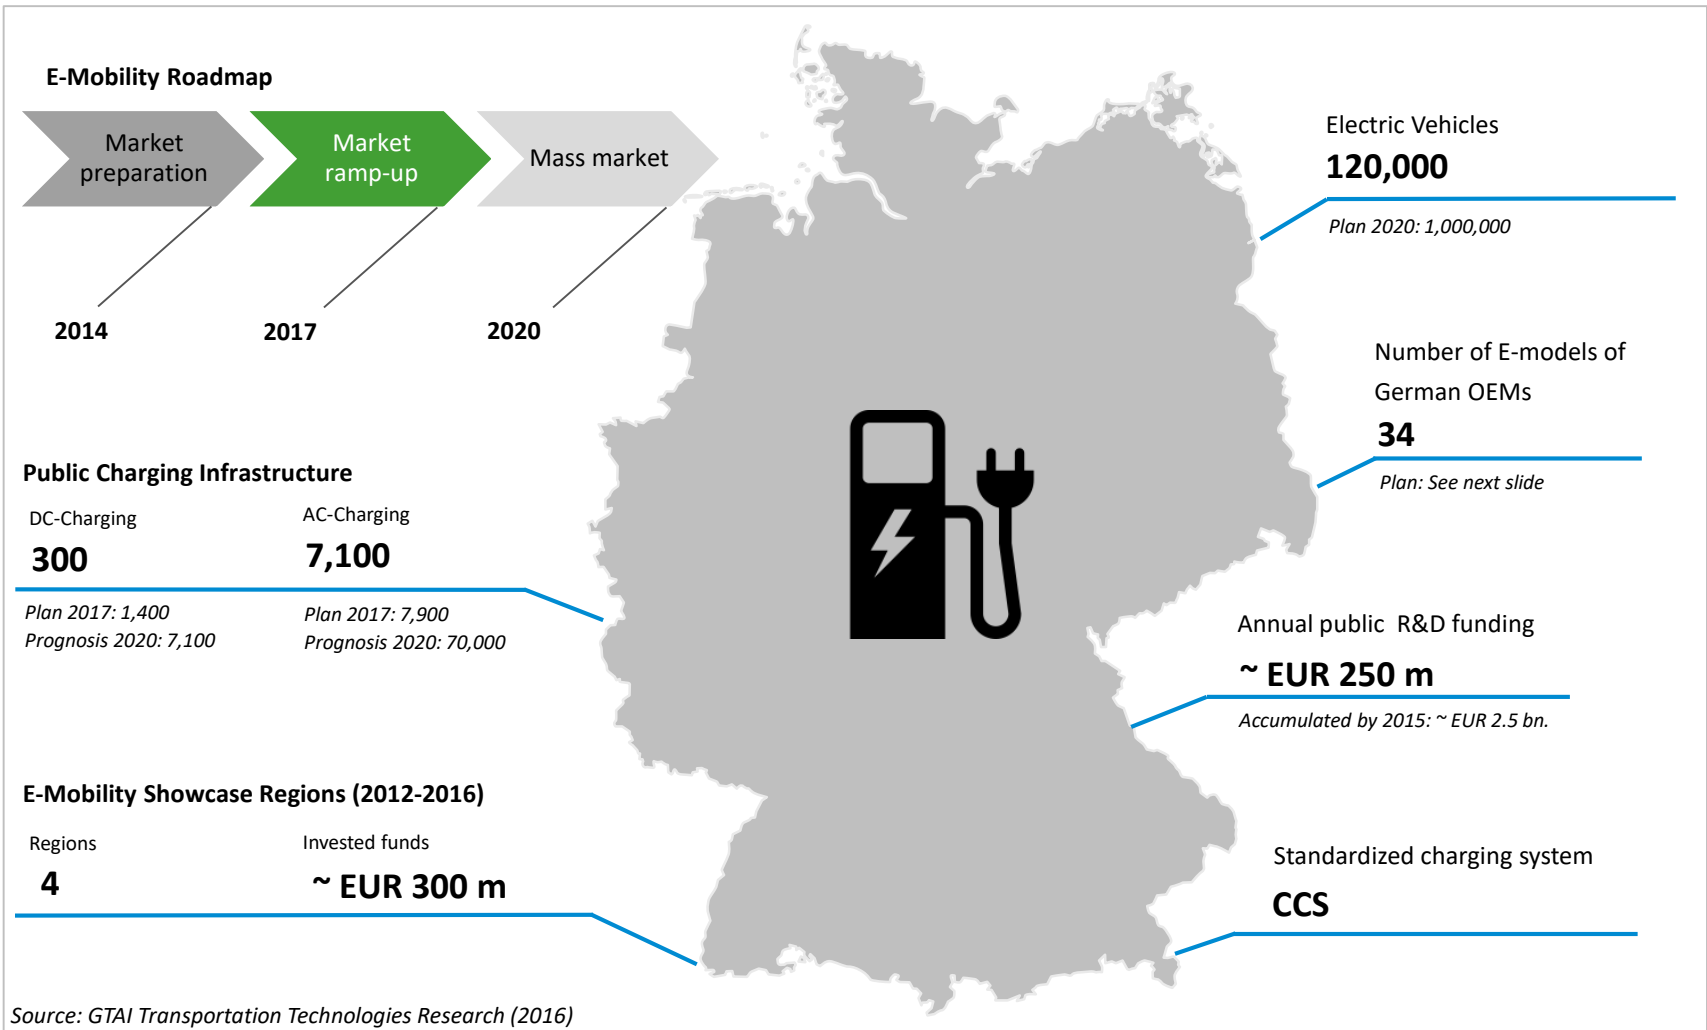 E-Mobility Roadmap
Market
preparation
Market
ramp-up
Mass market
2014
2017
2020
Electric Vehicles
120,000
Plan 2020: 1,000,000
Number of E-models of
German OEMs
34
Plan: See next slide
Public Charging Infrastructure
DC-Charging
300
Plan 2017: 1,400
Prognosis 2020: 7,100
AC-Charging
7,100
Plan 2017: 7,900
Prognosis 2020: 70,000
Annual public  R&D funding
~ EUR 250 m
Accumulated by 2015: ~ EUR 2.5 bn.
E-Mobility Showcase Regions (2012-2016)
Regions
4
Invested funds
~ EUR 300 m
Standardized charging system
CCS
Source: GTAI Transportation Technologies Research (2016)